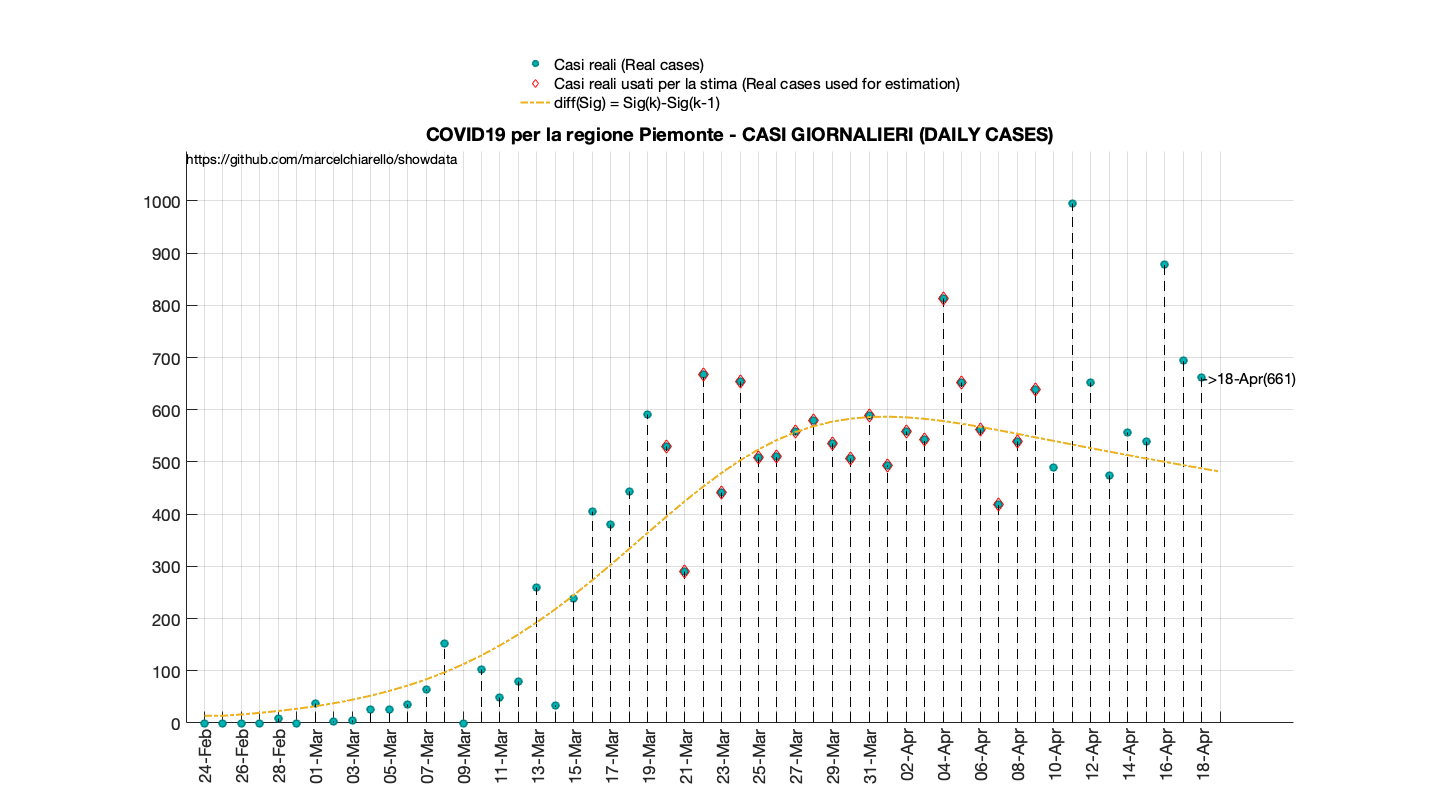 Casi reali (Real cases)
Casi reali usati per la stima (Real cases used for estimation)
diff(Sig) = Sig(k)-Sig(k-1)
COVID19 per la regione Piemonte - CASI GIORNALIERI (DAILY CASES)
https://github.com/marcelchiarello/showdata
1000
900
800
700
->18-Apr(661)
600
500
400
300
200
100
0
24-Feb
26-Feb
28-Feb
01-Mar
03-Mar
05-Mar
07-Mar
09-Mar
11-Mar
13-Mar
15-Mar
17-Mar
19-Mar
21-Mar
23-Mar
25-Mar
27-Mar
29-Mar
31-Mar
02-Apr
04-Apr
06-Apr
08-Apr
10-Apr
12-Apr
14-Apr
16-Apr
18-Apr